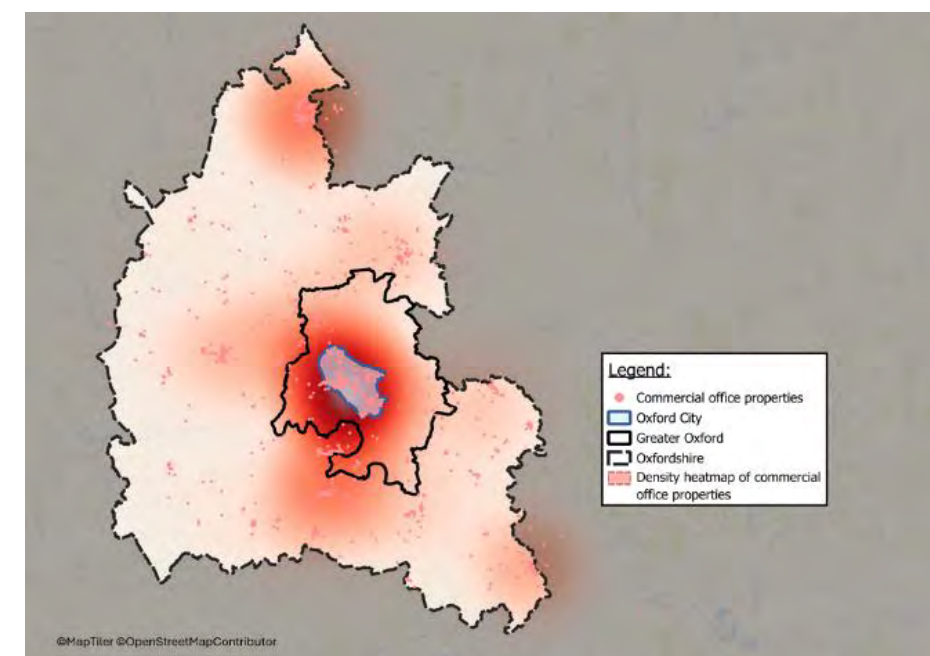 Legend:
Commercial office properties
Oxford City
Greater Oxford
Oxfordshire
Density heatmap of commercial
office properties
©MapTiler ©OpenStreetMapContributor